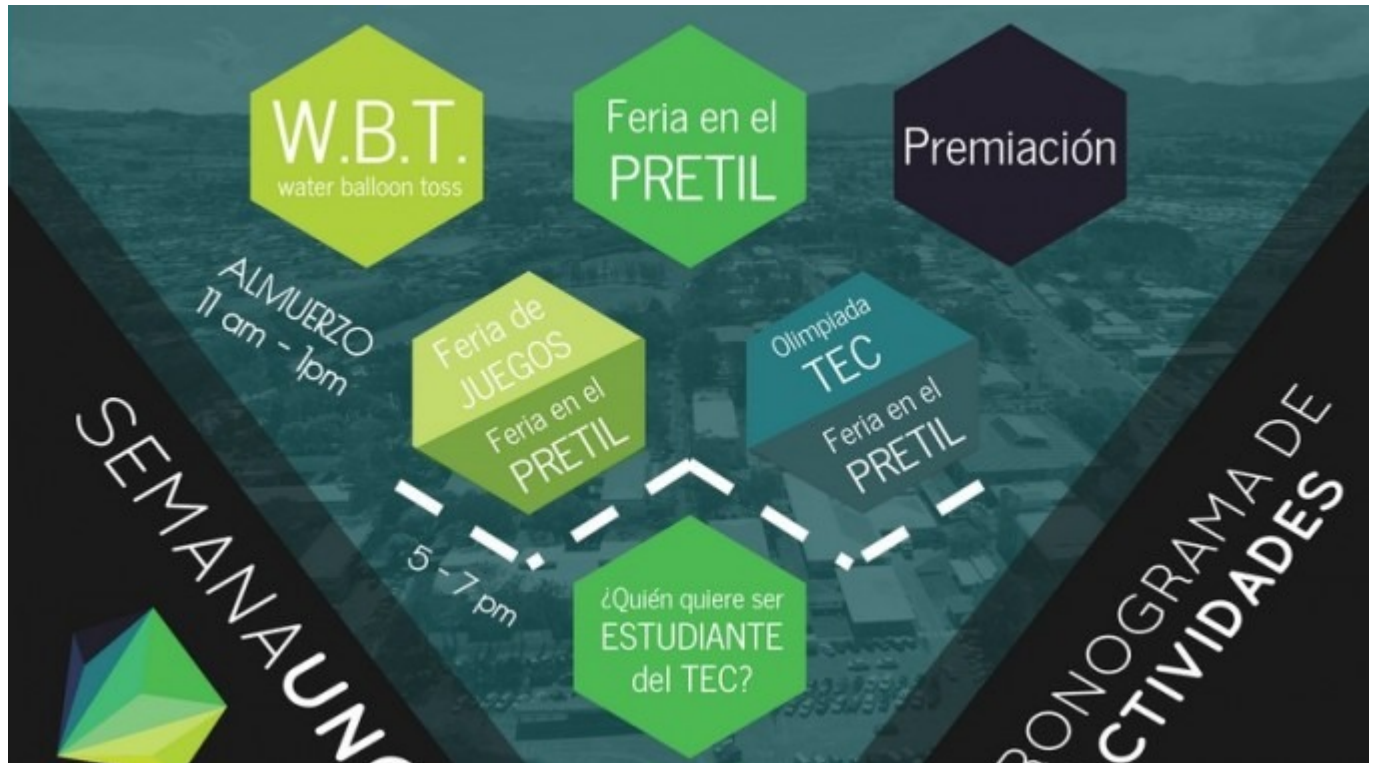 W.B.T.
water balloon toss
Feria en el
PRETIL
Premiación
ALMUERZO
11 am - 1pm
Feria de
JUEGOS
Feria en el
PRETIL
Olimpiada
TEC
Feria en el
PRETIL
5 - 7 pm
¿Quién quiere ser
ESTUDIANTE
del TEC?
SEMANAUNO
RONOGRAMA DE
CTIVIDADES